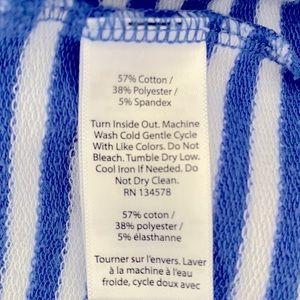 57% Cotton /
38% Polyester /
5% Spandex
Turn Inside Out. Machine
Wash Cold Gentle Cycle
With Like Colors. Do Not
Bleach. Tumble Dry Low.
Cool Iron If Needed. Do
Not Dry Clean.
RN 134578
57% coton /
38% polyester /
5% élasthanne
Tourner sur l'envers. Laver
à la machine à l'eau
froide, cycle doux avec